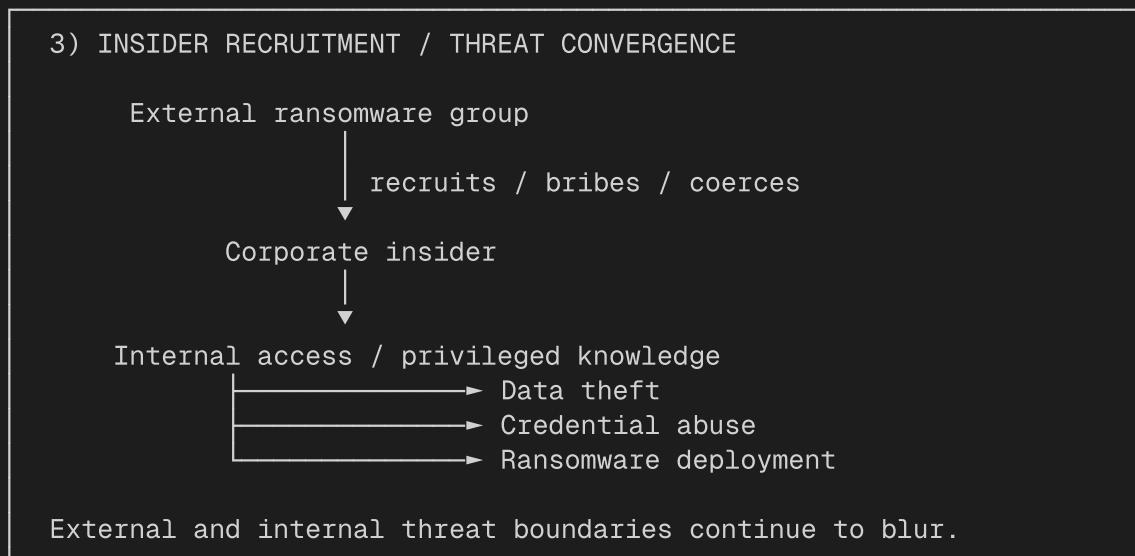 3) INSIDER RECRUITMENT / THREAT CONVERGENCE
External ransomware group
recruits / bribes / coerces
Corporate insider
Internal access / privileged knowledge
Data theft
Credential abuse
Ransomware deployment
External and internal threat boundaries continue to blur.